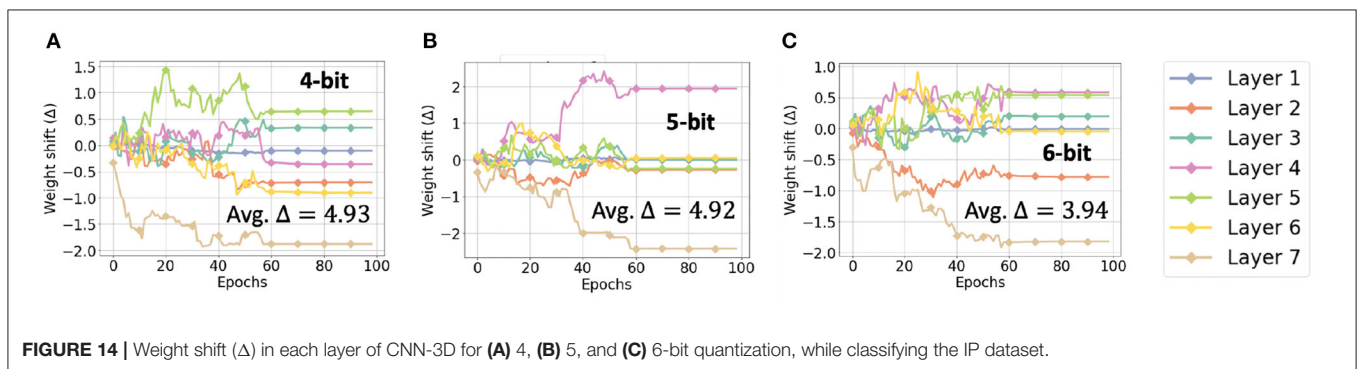 A
B
C
4-bit
5-bit
6-bit
Weight shift (Δ)
Weight shift (Δ)
Weight shift (Δ)
1.5
1.0
0.5
0.0
−0.5
−1.0
−1.5
−2.0
2
1
0
−1
−2
1.0
0.5
0.0
−0.5
−1.0
−1.5
−2.0
Avg. Δ = 4.93
Avg. Δ = 4.92
Avg. Δ = 3.94
0 20 40 60 80 100
0 20 40 60 80 100
0 20 40 60 80 100
Epochs
Epochs
Epochs
Layer 1
Layer 2
Layer 3
Layer 4
Layer 5
Layer 6
Layer 7
FIGURE 14 | Weight shift (Δ) in each layer of CNN-3D for (A) 4, (B) 5, and (C) 6-bit quantization, while classifying the IP dataset.